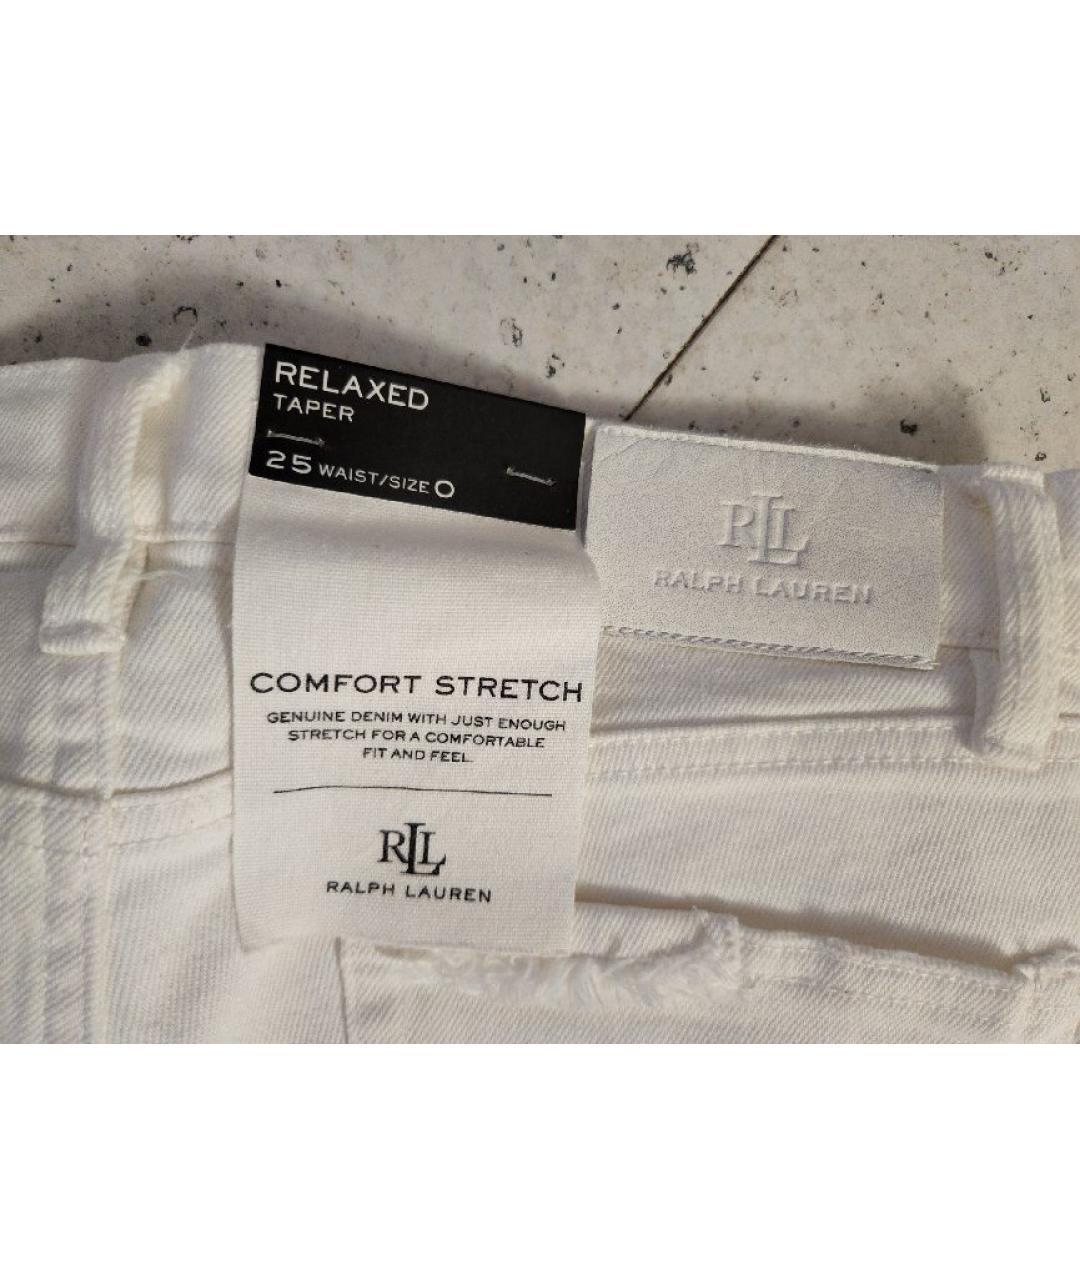 RELAXED
TAPER
25 WAIST/SIZE 0
COMFORT STRETCH
GENUINE DENIM WITH JUST ENOUGH
STRETCH FOR A COMFORTABLE
FIT AND FEEL.
RLL
RALPH LAUREN
RLL
RALPH LAUREN